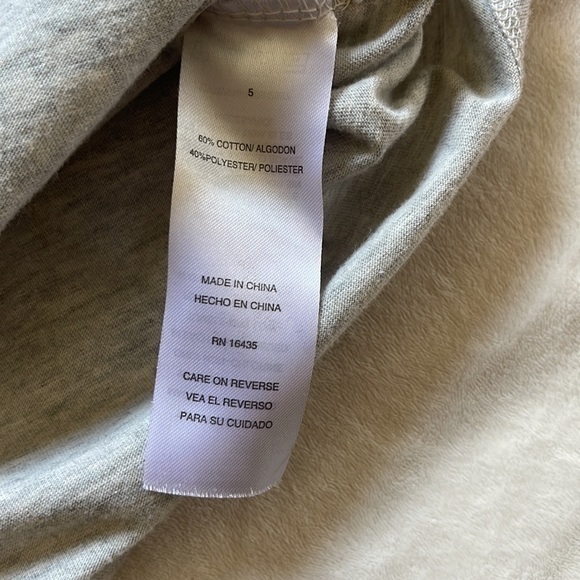 5
60% COTTON/ ALGODON
40%POLYESTER/ POLIESTER
MADE IN CHINA
HECHO EN CHINA
RN 16435
CARE ON REVERSE
VEA EL REVERSO
PARA SU CUIDADO